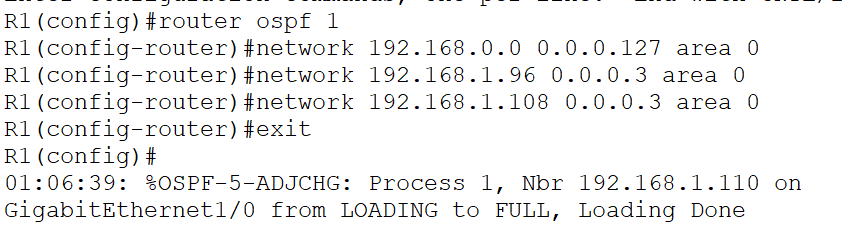 R1(config)#router ospf 1
R1(config-router)#network 192.168.0.0 0.0.0.127 area 0
R1(config-router)#network 192.168.1.96 0.0.0.3 area 0
R1(config-router)#network 192.168.1.108 0.0.0.3 area 0
R1(config-router)#exit
R1(config)#
01:06:39: %OSPF-5-ADJCHG: Process 1, Nbr 192.168.1.110 on
GigabitEthernet1/0 from LOADING to FULL, Loading Done